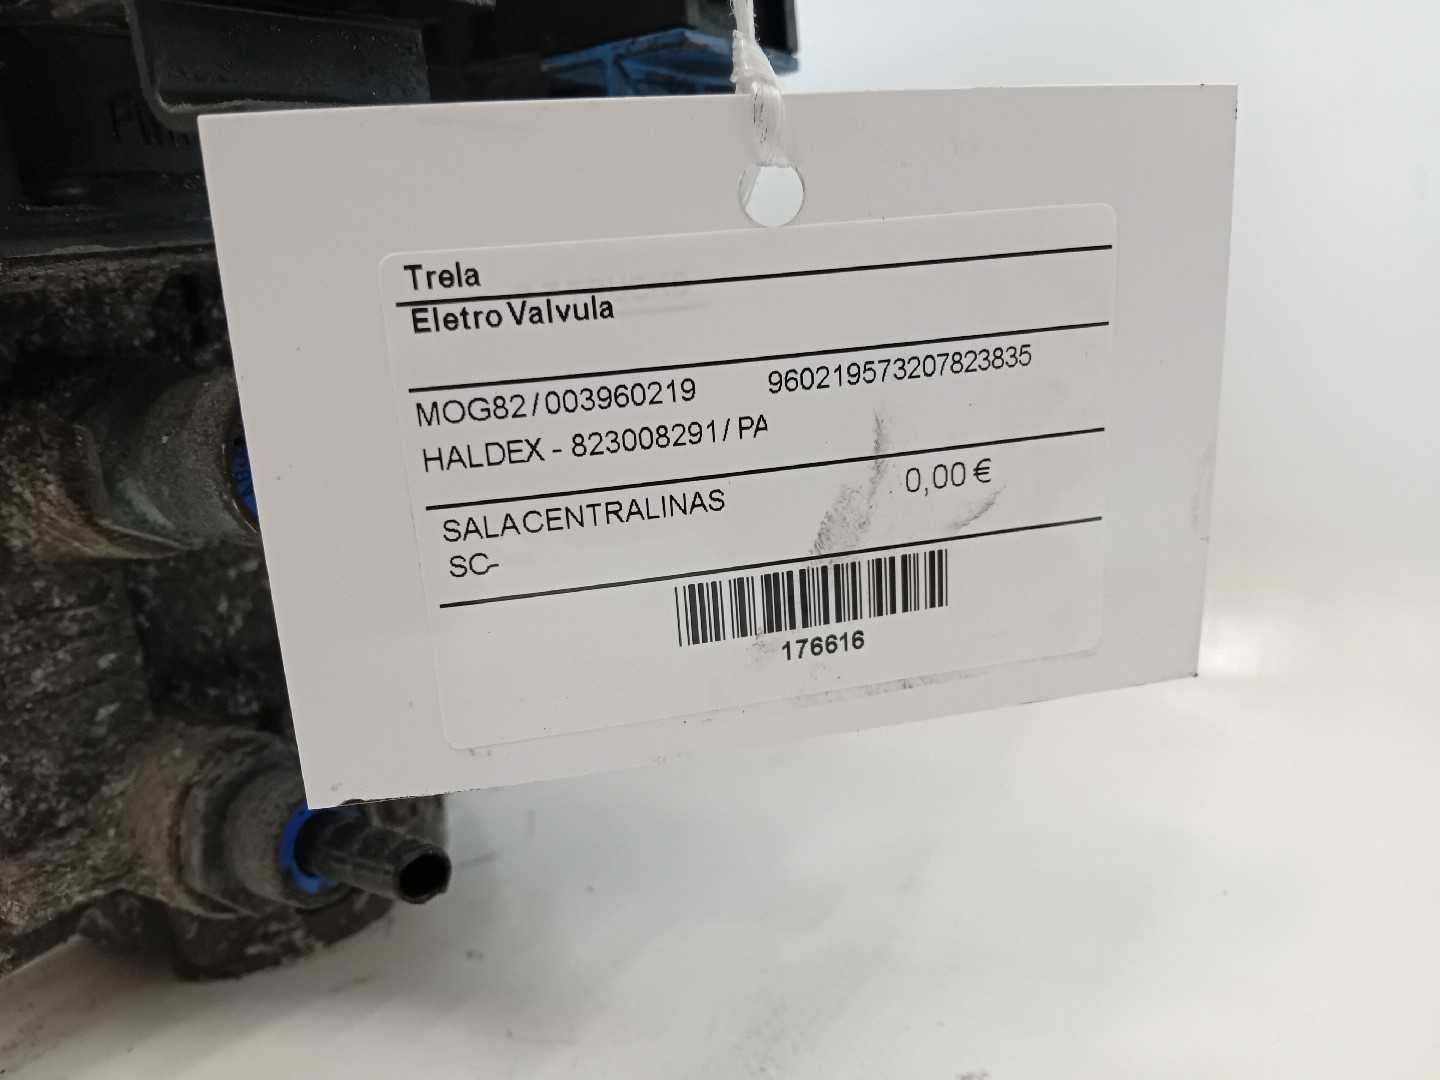 Trela
Eletro Valvula
MOG82/003960219 960219573207823835
HALDEX - 823008291/ PA
SALACENTRALINAS 0,00 €
SC-
176616